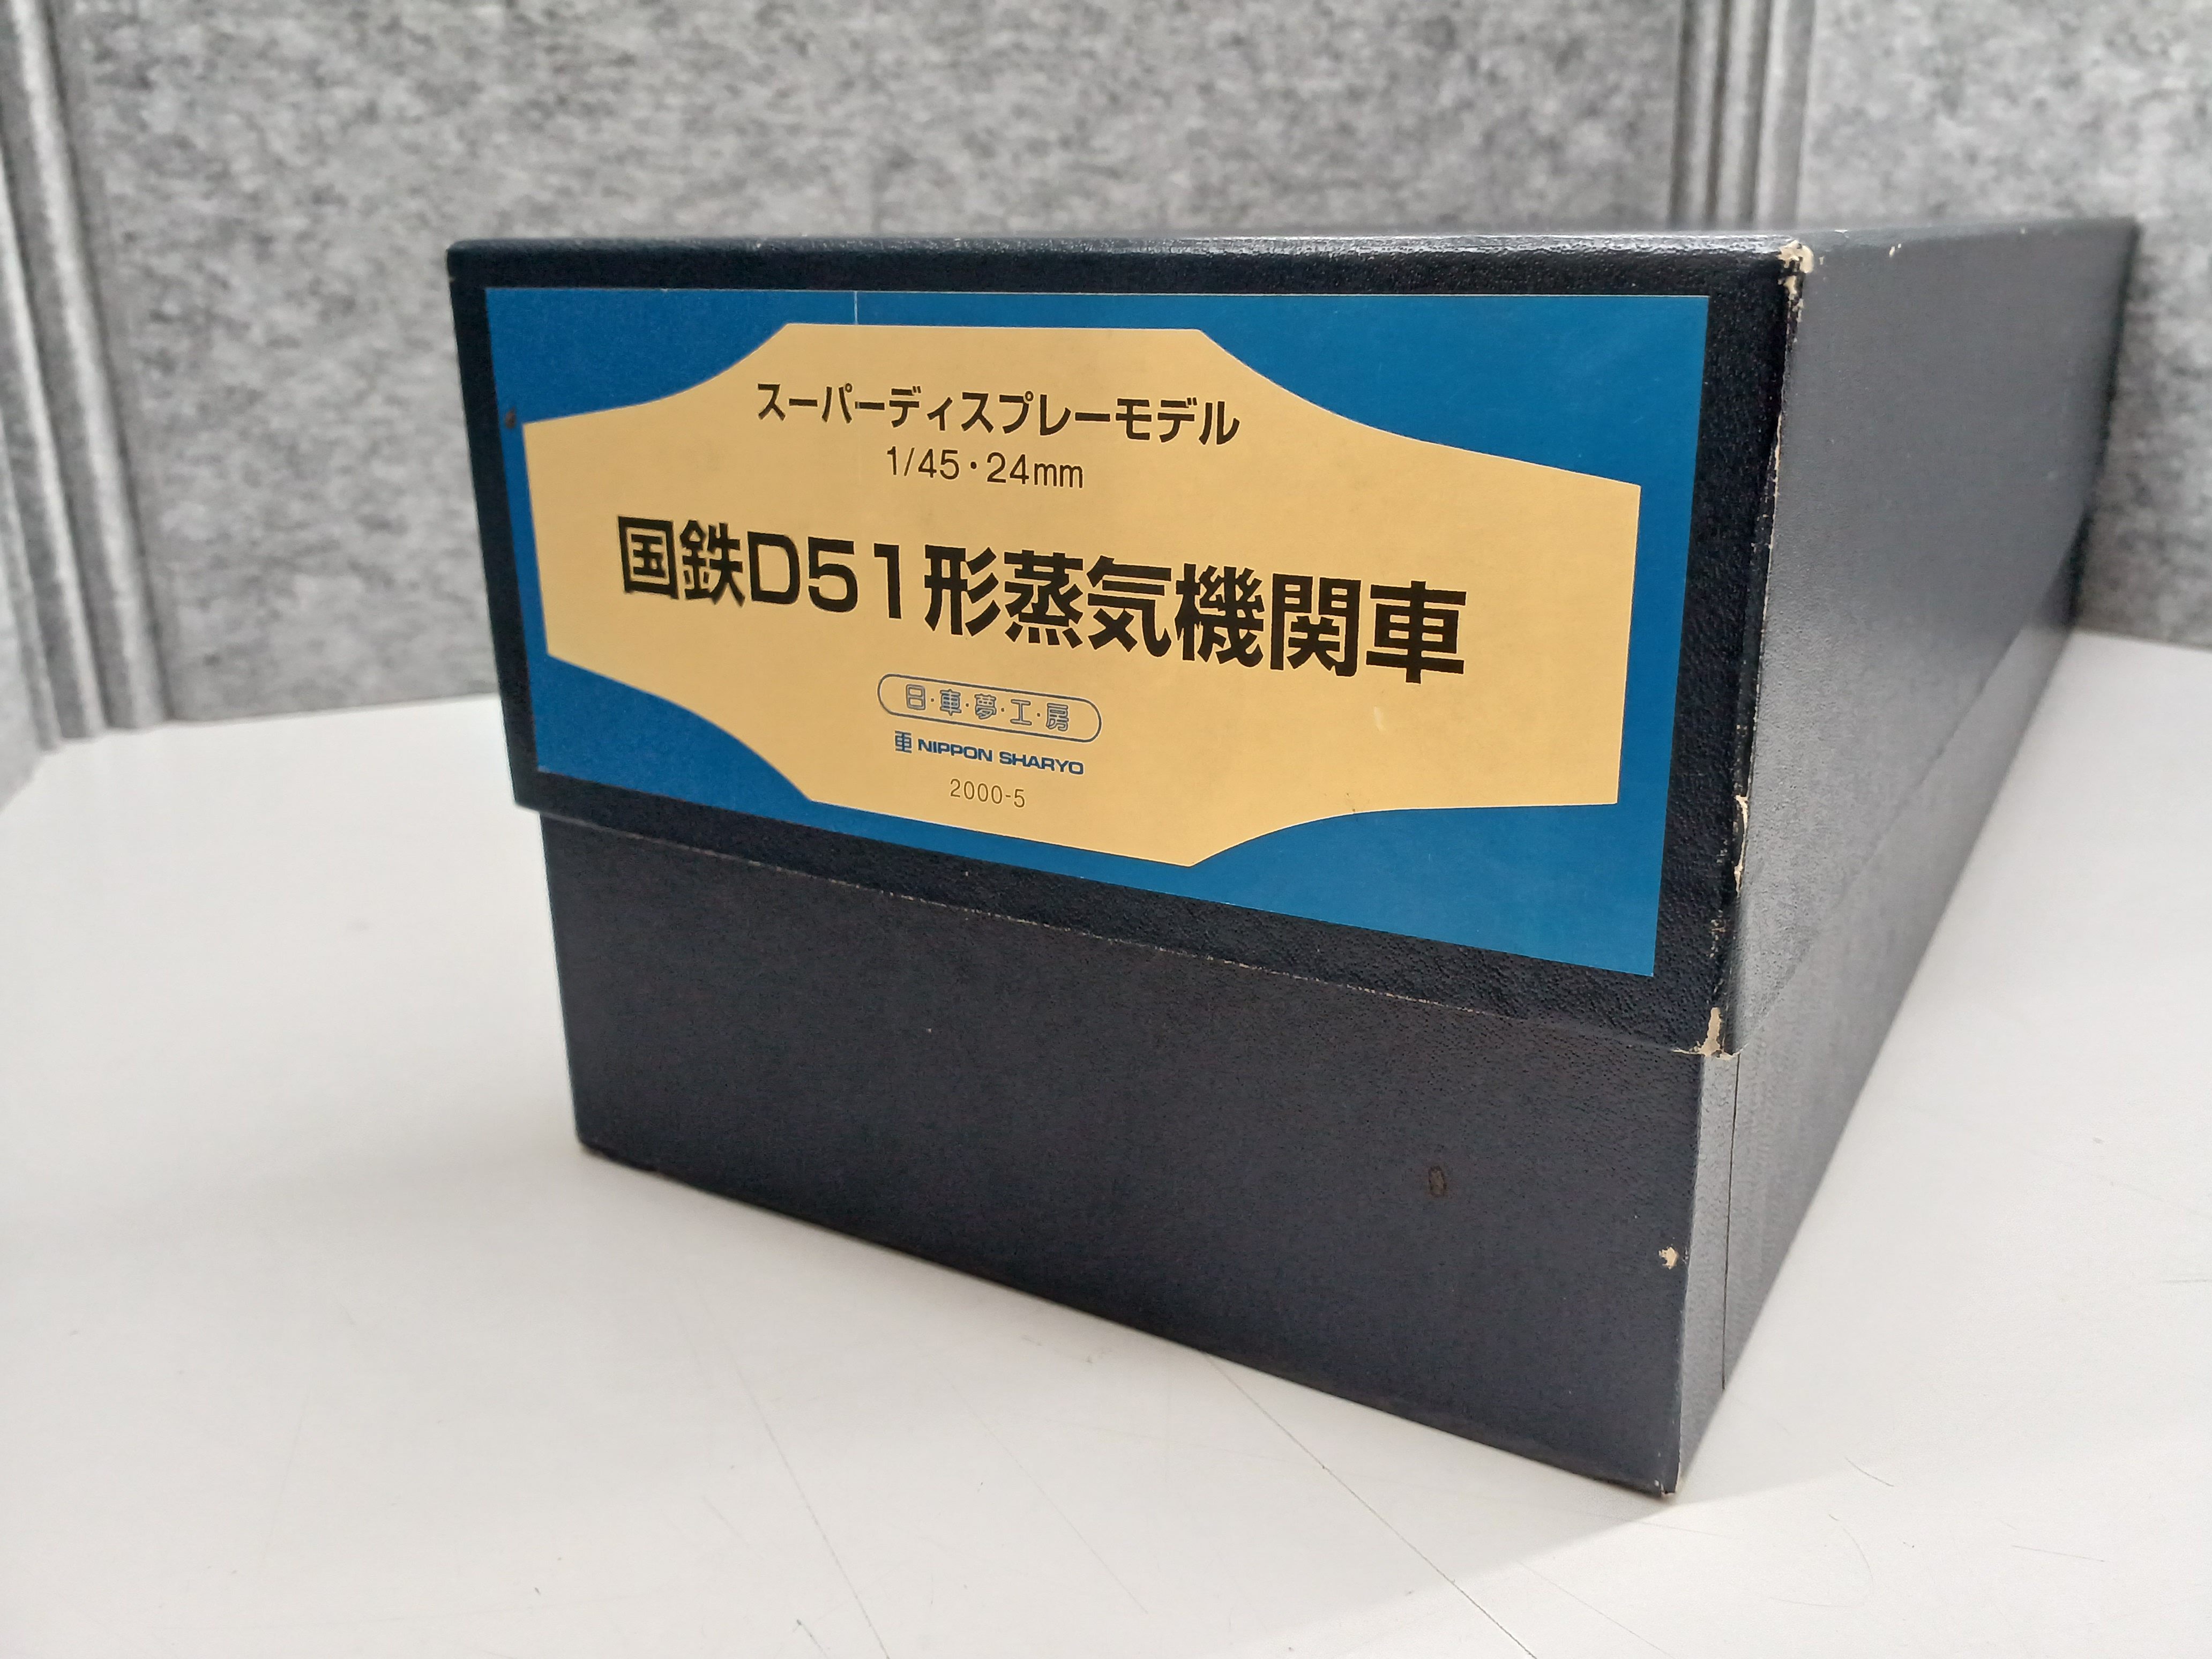 スーパーディスプレーモデル
1/45・24mm
国鉄D51形蒸気機関車
日・車・夢・工・房
NIPPON SHARYO
2000-5